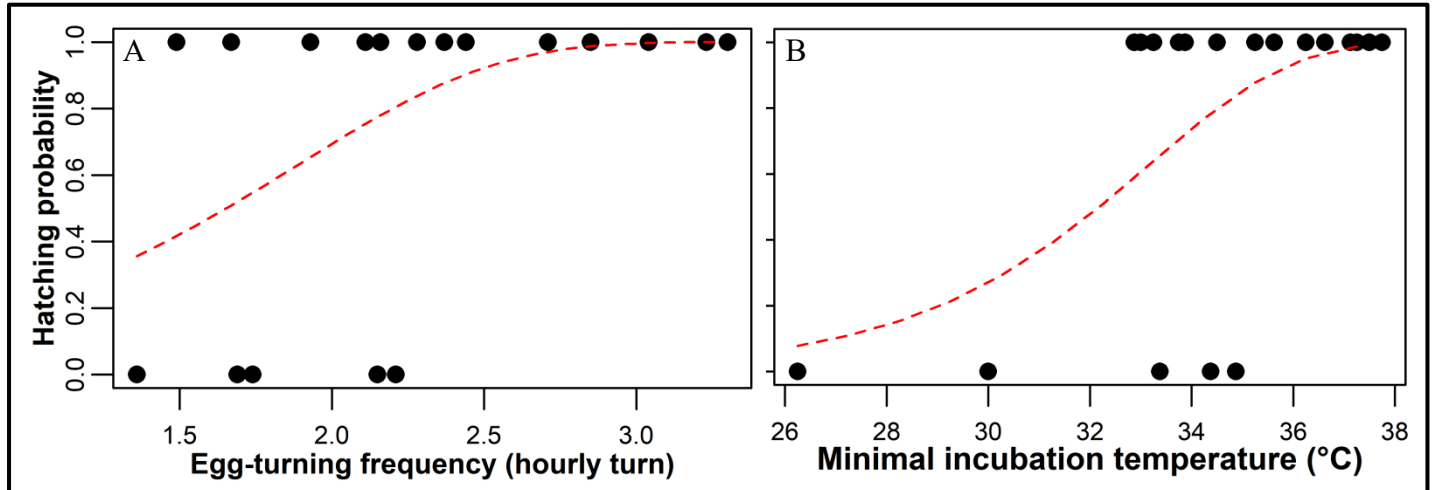 A
B
Hatching probability
1.0
0.8
0.6
0.4
0.2
0.0
1.5 2.0 2.5 3.0
26 28 30 32 34 36 38
Egg-turning frequency (hourly turn)
Minimal incubation temperature (°C)